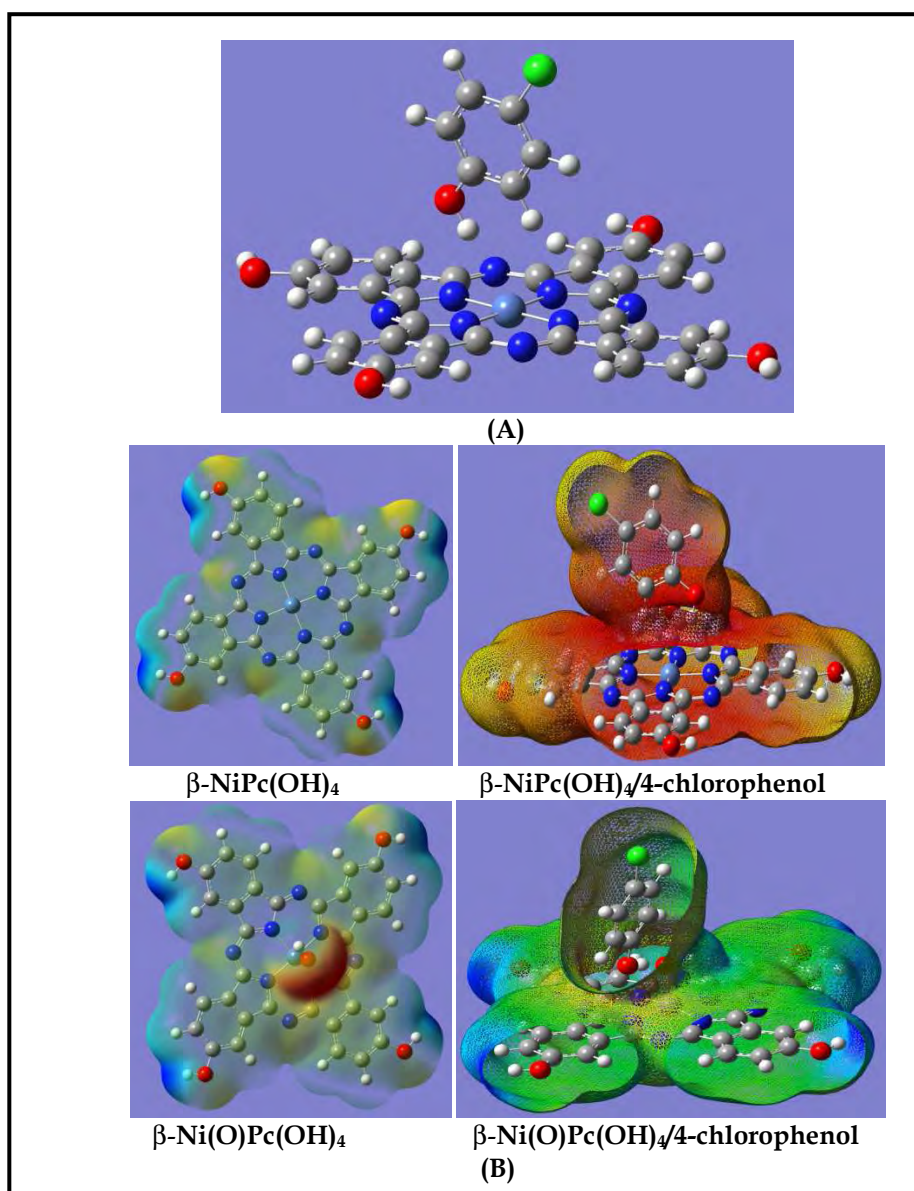 (A)
β-NiPc(OH)₄ β-NiPc(OH)₄/4-chlorophenol
β-Ni(O)Pc(OH)₄ β-Ni(O)Pc(OH)₄/4-chlorophenol
(B)